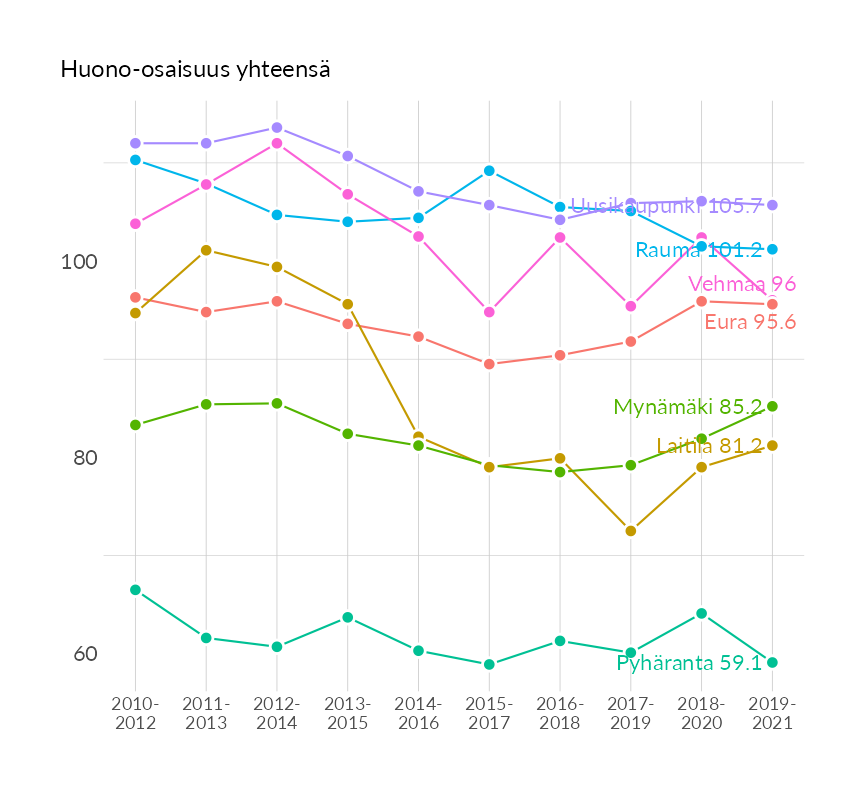 Huono-osaisuus yhteensä
Uusikaupunki 105.7
Rauma 101.2
100
Vehmaa 96
Eura 95.6
Mynämäki 85.2
Laitila 81.2
80
60
Pyhäranta 59.1
2010-
2012
2011-
2013
2012-
2014
2013-
2015
2014-
2016
2015-
2017
2016-
2018
2017-
2019
2018-
2020
2019-
2021